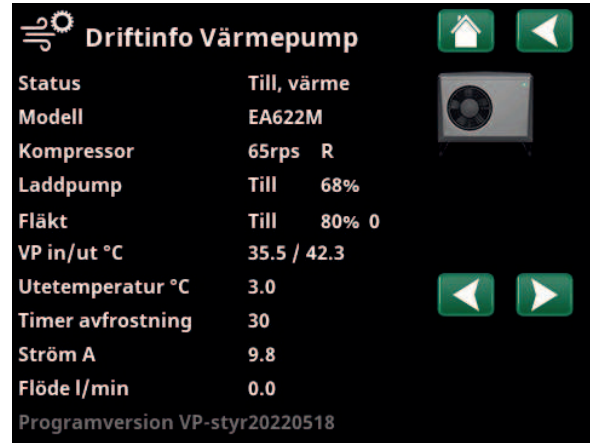 Driftinfo Värmepump
Status Till, värme
Modell EA622M
Kompressor 65rps R
Laddpump Till 68%
Fläkt Till 80% 0
VP in/ut °C 35.5 / 42.3
Utetemperatur °C 3.0
Timer avfrostning 30
Ström A 9.8
Flöde l/min 0.0
Programversion VP-styr20220518